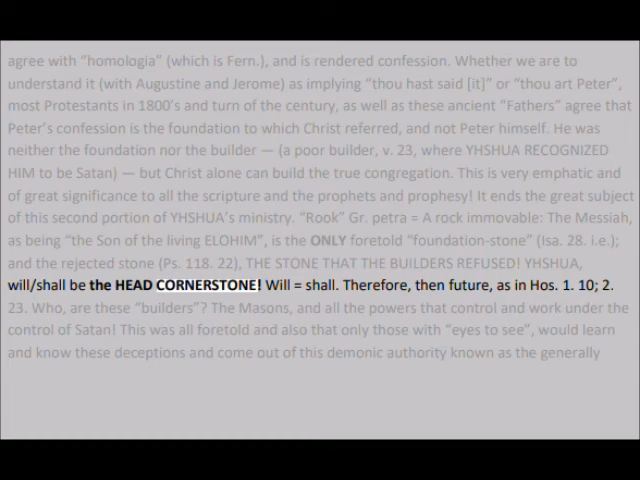 agree with “homologia” (which is Fern.), and is rendered confession. Whether we are to
understand it (with Augustine and Jerome) as implying “thou hast said [it]” or “thou art Peter”,
most Protestants in 1800’s and turn of the century, as well as these ancient “Fathers” agree that
Peter’s confession is the foundation to which Christ referred, and not Peter himself. He was
neither the foundation nor the builder — (a poor builder, v. 23, where YHSHUA RECOGNIZED
HIM to be Satan) — but Christ alone can build the true congregation. This is very emphatic and
of great significance to all the scripture and the prophets and prophesy! It ends the great subject
of this second portion of YHSHUA’s ministry. “Rook” Gr. petra = A rock immovable: The Messiah,
as being “the Son of the living ELOHIM”, is the ONLY foretold “foundation-stone” (Isa. 28. i.e.);
and the rejected stone (Ps. 118. 22), THE STONE THAT THE BUILDERS REFUSED! YHSHUA,
will/shall be the HEAD CORNERSTONE! Will = shall. Therefore, then future, as in Hos. 1. 10; 2.
23. Who, are these “builders”? The Masons, and all the powers that control and work under the
control of Satan! This was all foretold and also that only those with “eyes to see”, would learn
and know these deceptions and come out of this demonic authority known as the generally